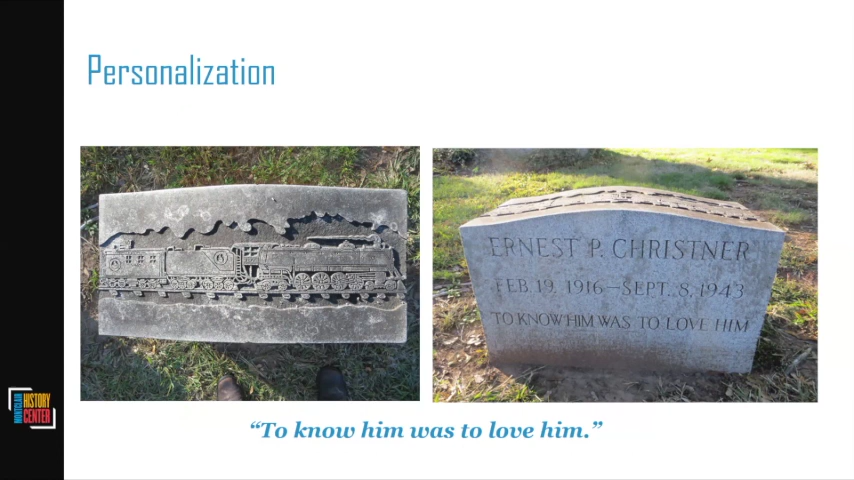 Personalization
ERNEST P. CHRISTNER
FEB. 19, 1916—SEPT. 8, 1943
TO KNOW HIM WAS TO LOVE HIM
MONTCLAIR
HISTORY
CENTER
“To know him was to love him.”